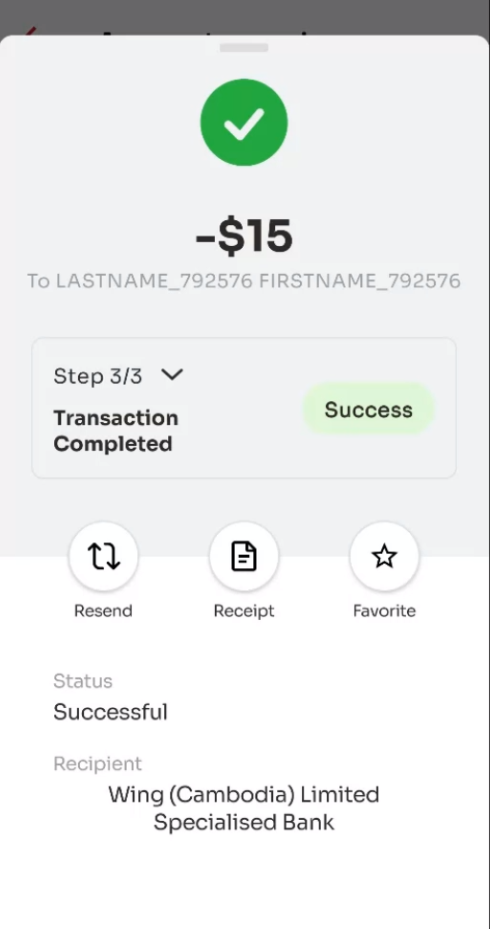 -$15
To LASTNAME_792576 FIRSTNAME_792576
Step 3/3
Transaction
Completed
Success
Resend
Receipt
Favorite
Status
Successful
Recipient
Wing (Cambodia) Limited
Specialised Bank